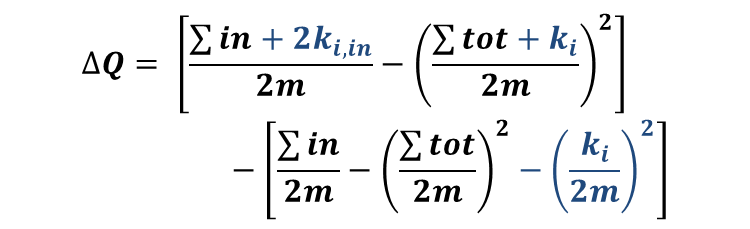 ΔQ = [ (∑ in + 2k_{i,in}) / 2m − ( (∑ tot + k_i) / 2m )^2 ]
− [ ∑ in / 2m − ( ∑ tot / 2m )^2 − ( k_i / 2m )^2 ]